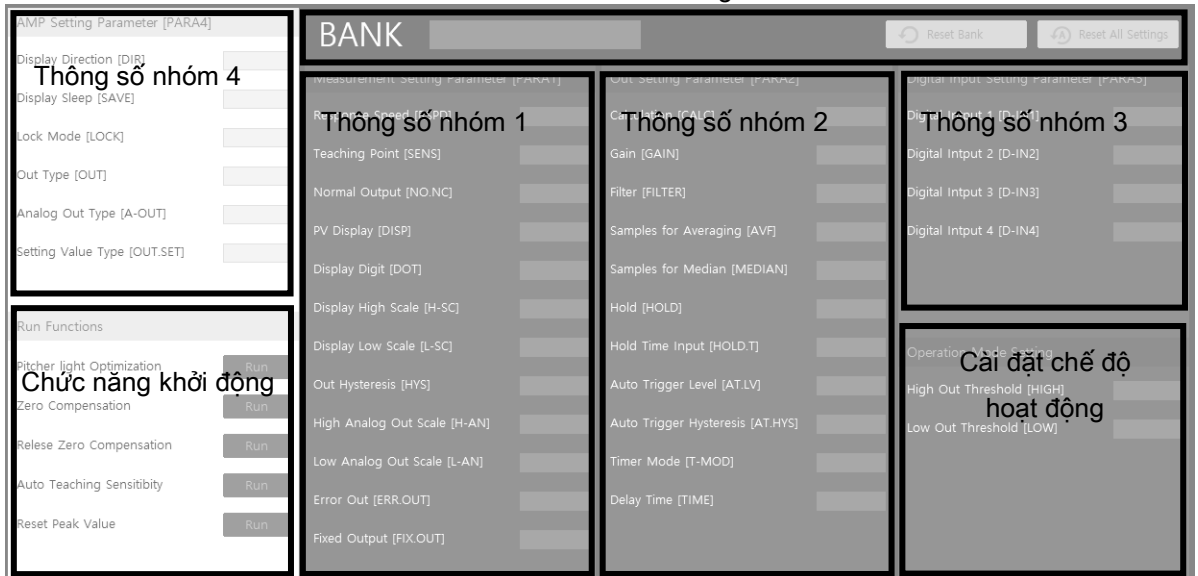 AMP Setting Parameter [PARA4]
Display Direction [DIR]
Thông số nhóm 4
Display Sleep [SAVE]
Lock Mode [LOCK]
Out Type [OUT]
Analog Out Type [A-OUT]
Setting Value Type [OUT.SET]
Run Functions
Pitcher light Optimization Run
Chức năng khởi động
Zero Compensation Run
Relese Zero Compensation Run
Auto Teaching Sensitibity Run
Reset Peak Value Run
BANK
Reset Bank
Reset All Settings
Measurement Setting Parameter [PARA1]
Response Speed [RSPD]
Thông số nhóm 1
Teaching Point [SENS]
Normal Output [NO.NC]
PV Display [DISP]
Display Digit [DOT]
Display High Scale [H-SC]
Display Low Scale [L-SC]
Out Hysteresis [HYS]
High Analog Out Scale [H-AN]
Low Analog Out Scale [L-AN]
Error Out [ERR.OUT]
Fixed Output [FIX.OUT]
Out Setting Parameter [PARA2]
Calculation [CALC]
Thông số nhóm 2
Gain [GAIN]
Filter [FILTER]
Samples for Averaging [AVF]
Samples for Median [MEDIAN]
Hold [HOLD]
Hold Time Input [HOLD.T]
Auto Trigger Level [AT.LV]
Auto Trigger Hysteresis [AT.HYS]
Timer Mode [T-MOD]
Delay Time [TIME]
Digital Input Setting Parameter [PARA3]
Digital Intput 1 [D-IN1]
Thông số nhóm 3
Digital Intput 2 [D-IN2]
Digital Intput 3 [D-IN3]
Digital Intput 4 [D-IN4]
Operation Mode Setting
Cài đặt chế độ
High Out Threshold [HIGH]
hoạt động
Low Out Threshold [LOW]